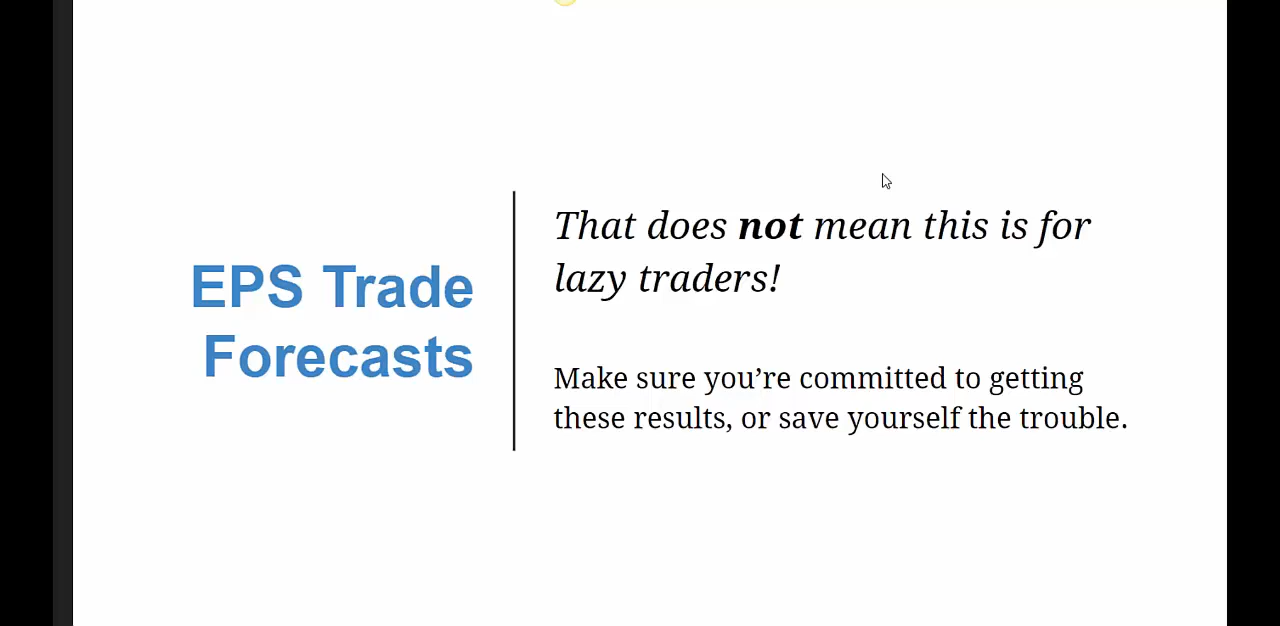 EPS Trade
Forecasts
That does not mean this is for
lazy traders!
Make sure you’re committed to getting
these results, or save yourself the trouble.